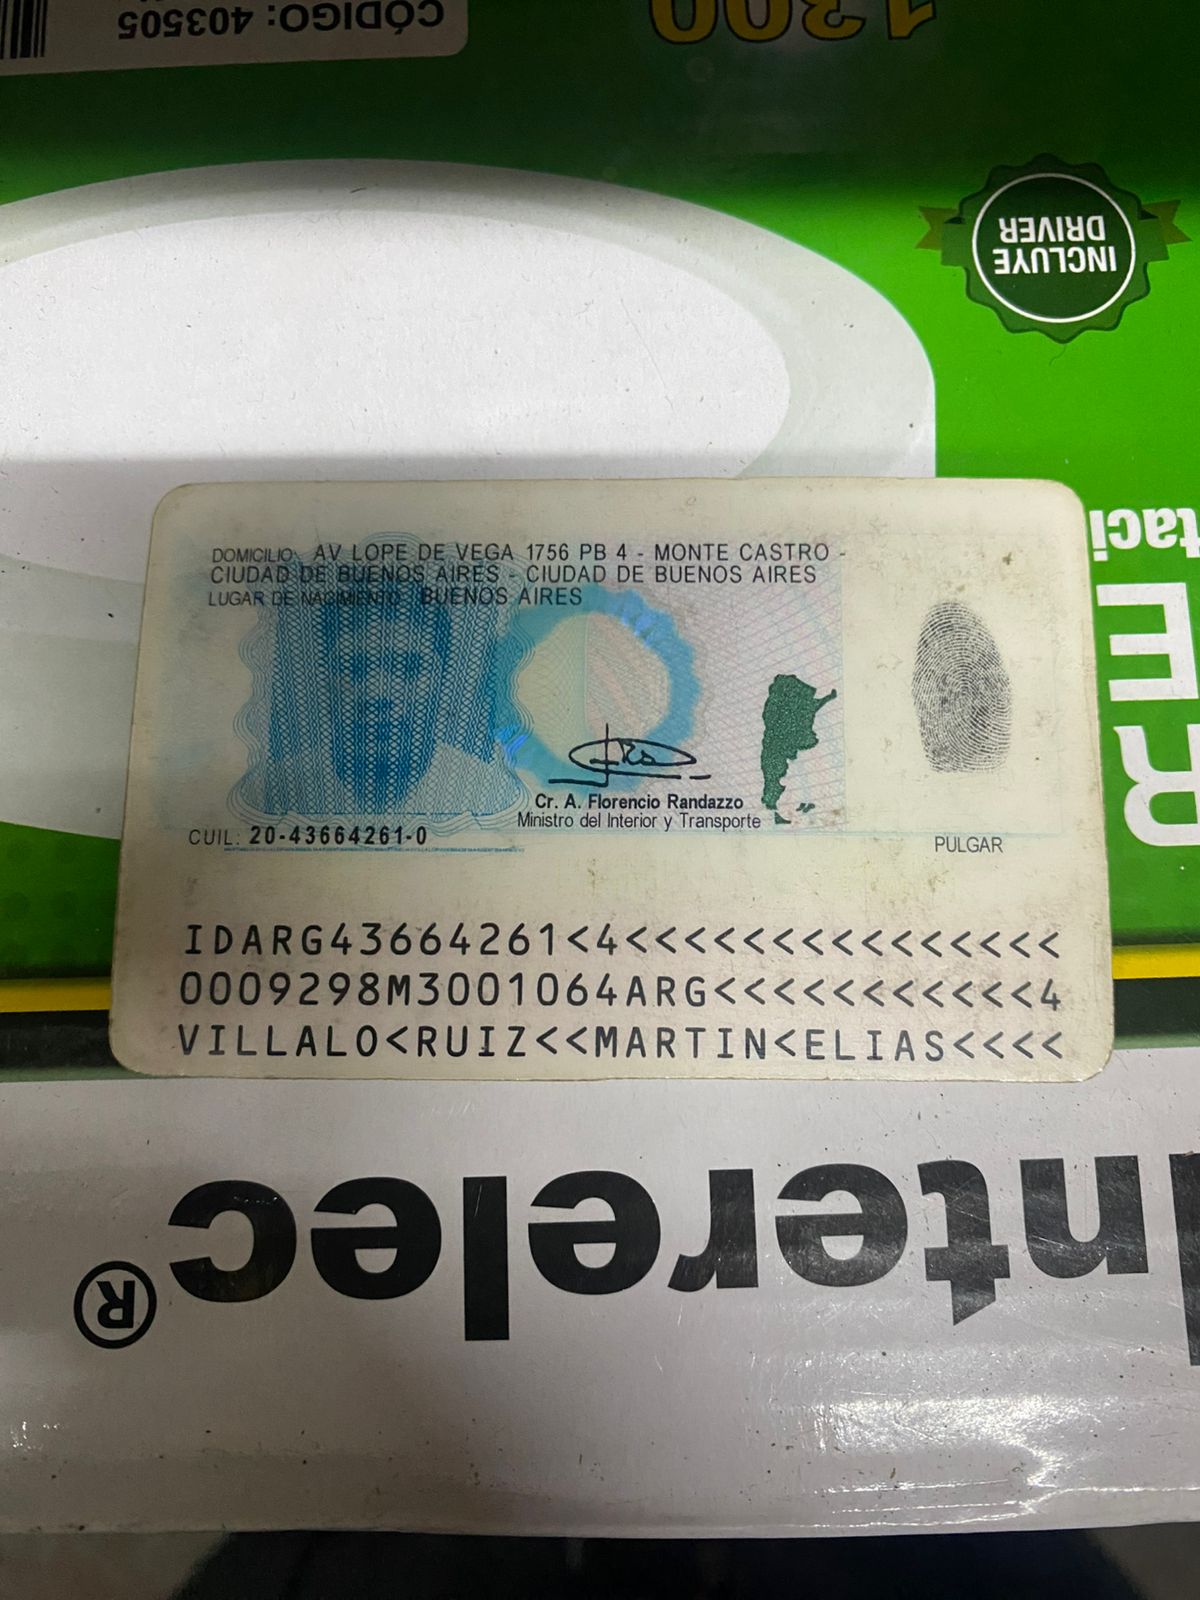 CÓDIGO: 403505
1300
INCLUYE
DRIVER
DOMICILIO: AV LOPE DE VEGA 1756 PB 4 - MONTE CASTRO -
CIUDAD DE BUENOS AIRES - CIUDAD DE BUENOS AIRES
LUGAR DE NACIMIENTO: BUENOS AIRES
Cr. A. Florencio Randazzo
Ministro del Interior y Transporte
CUIL: 20-43664261-0
PULGAR
IDARG43664261<4<<<<<<<<<<<<<<<
0009298M3001064ARG<<<<<<<<<<<4
VILLALO<RUIZ<<MARTIN<ELIAS<<<<
Interelec®